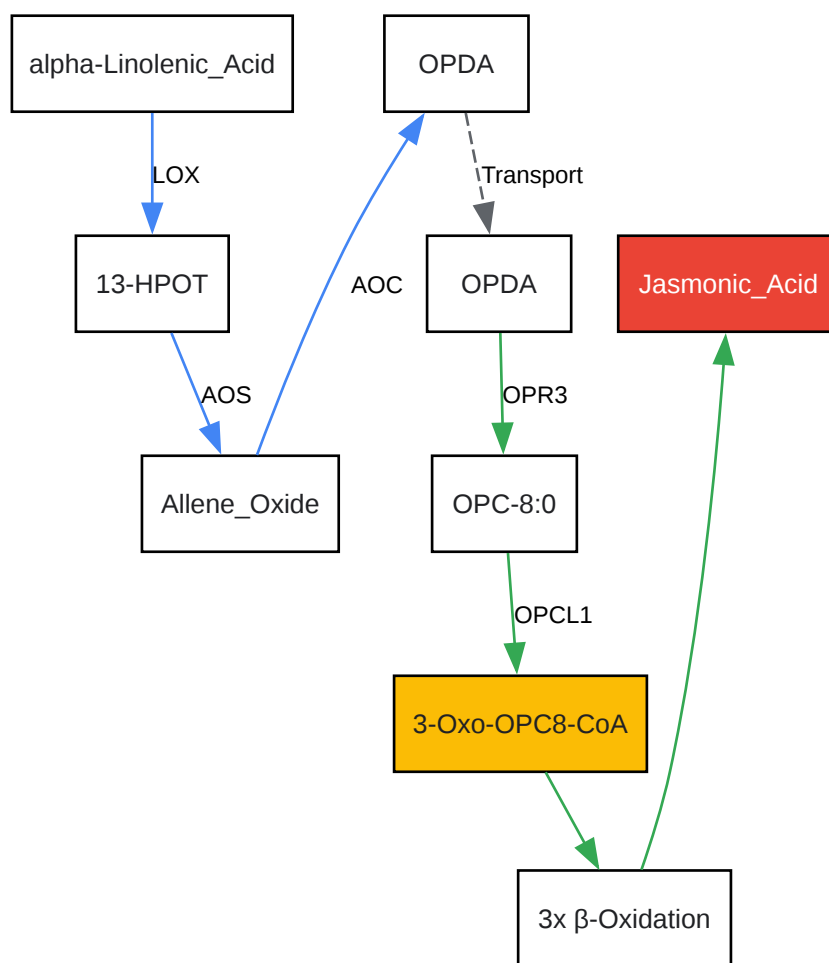 alpha-Linolenic_Acid
OPDA
LOX
Transport
13-HPOT
AOC
OPDA
Jasmonic_Acid
AOS
OPR3
Allene_Oxide
OPC-8:0
OPCL1
3-Oxo-OPC8-CoA
3x β-Oxidation